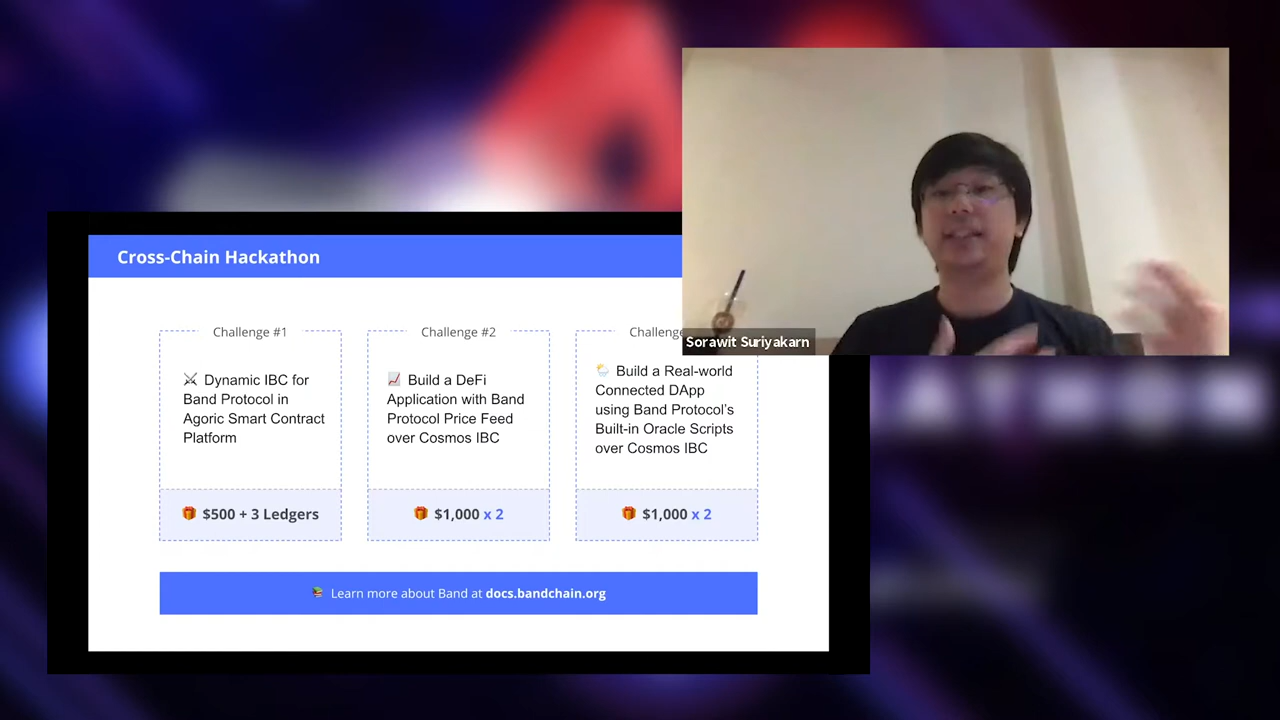 Cross-Chain Hackathon
Challenge #1
Dynamic IBC for
Band Protocol in
Agoric Smart Contract
Platform
$500 + 3 Ledgers
Challenge #2
Build a DeFi
Application with Band
Protocol Price Feed
over Cosmos IBC
$1,000 x 2
Challenge
Build a Real-world
Connected DApp
using Band Protocol's
Built-in Oracle Scripts
over Cosmos IBC
$1,000 x 2
Learn more about Band at docs.bandchain.org
Sorawit Suriyakarn